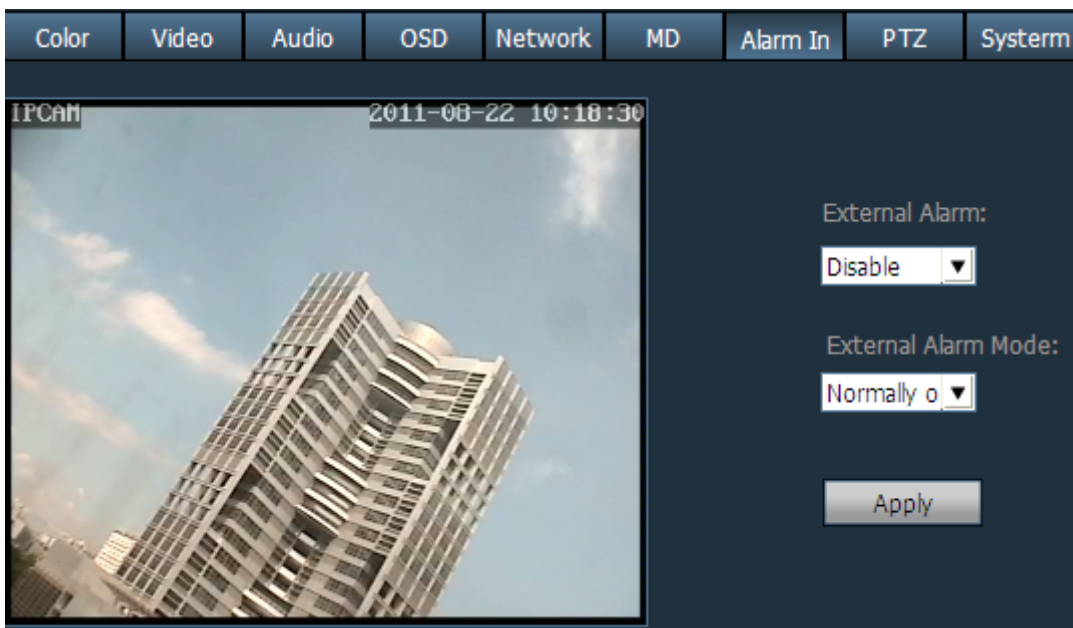 Color Video Audio OSD Network MD Alarm In PTZ Systerm
IPCAM 2011-08-22 10:18:30
External Alarm:
Disable
External Alarm Mode:
Normally o
Apply